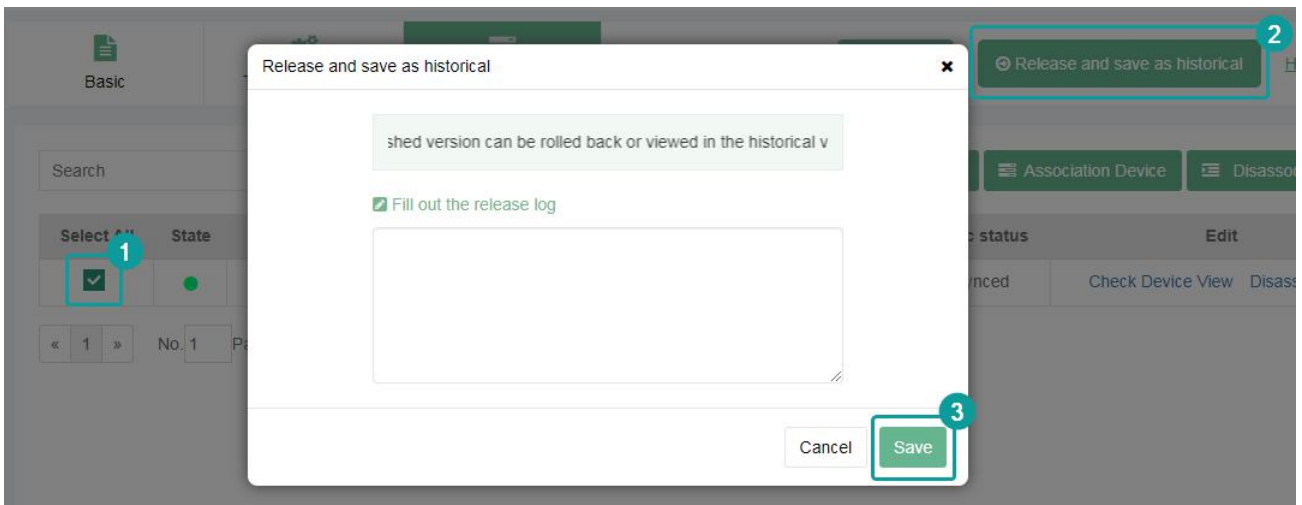 Basic
Release and save as historical
2
Release and save as historical
shed version can be rolled back or viewed in the historical v
Search
Association Device
Disassoc
Fill out the release log
Select All
State
status
Edit
1
Check Device View
Disass
« 1 »
No. 1
3
Cancel
Save